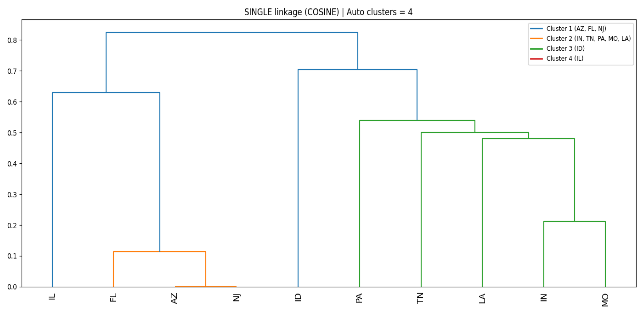 SINGLE linkage (COSINE) | Auto clusters = 4
Cluster 1 (AZ, FL, NJ)
Cluster 2 (IN, TN, PA, MO, LA)
Cluster 3 (ID)
Cluster 4 (IL)
0.8
0.7
0.6
0.5
0.4
0.3
0.2
0.1
0.0
IL
FL
AZ
NJ
ID
PA
TN
LA
IN
MO